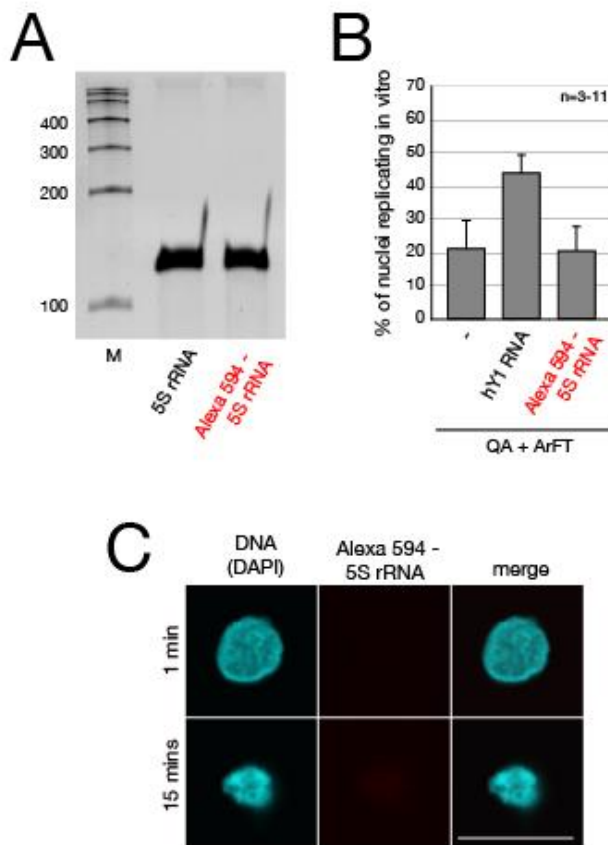 A
400
300
200
100
M
5S rRNA
Alexa 594 -
5S rRNA
B
% of nuclei replicating in vitro
70
60
50
40
30
20
10
0
n=3-11
-
hY1 RNA
Alexa 594 -
5S rRNA
QA + ArFT
C
DNA
(DAPI)
Alexa 594 -
5S rRNA
merge
1 min
15 mins